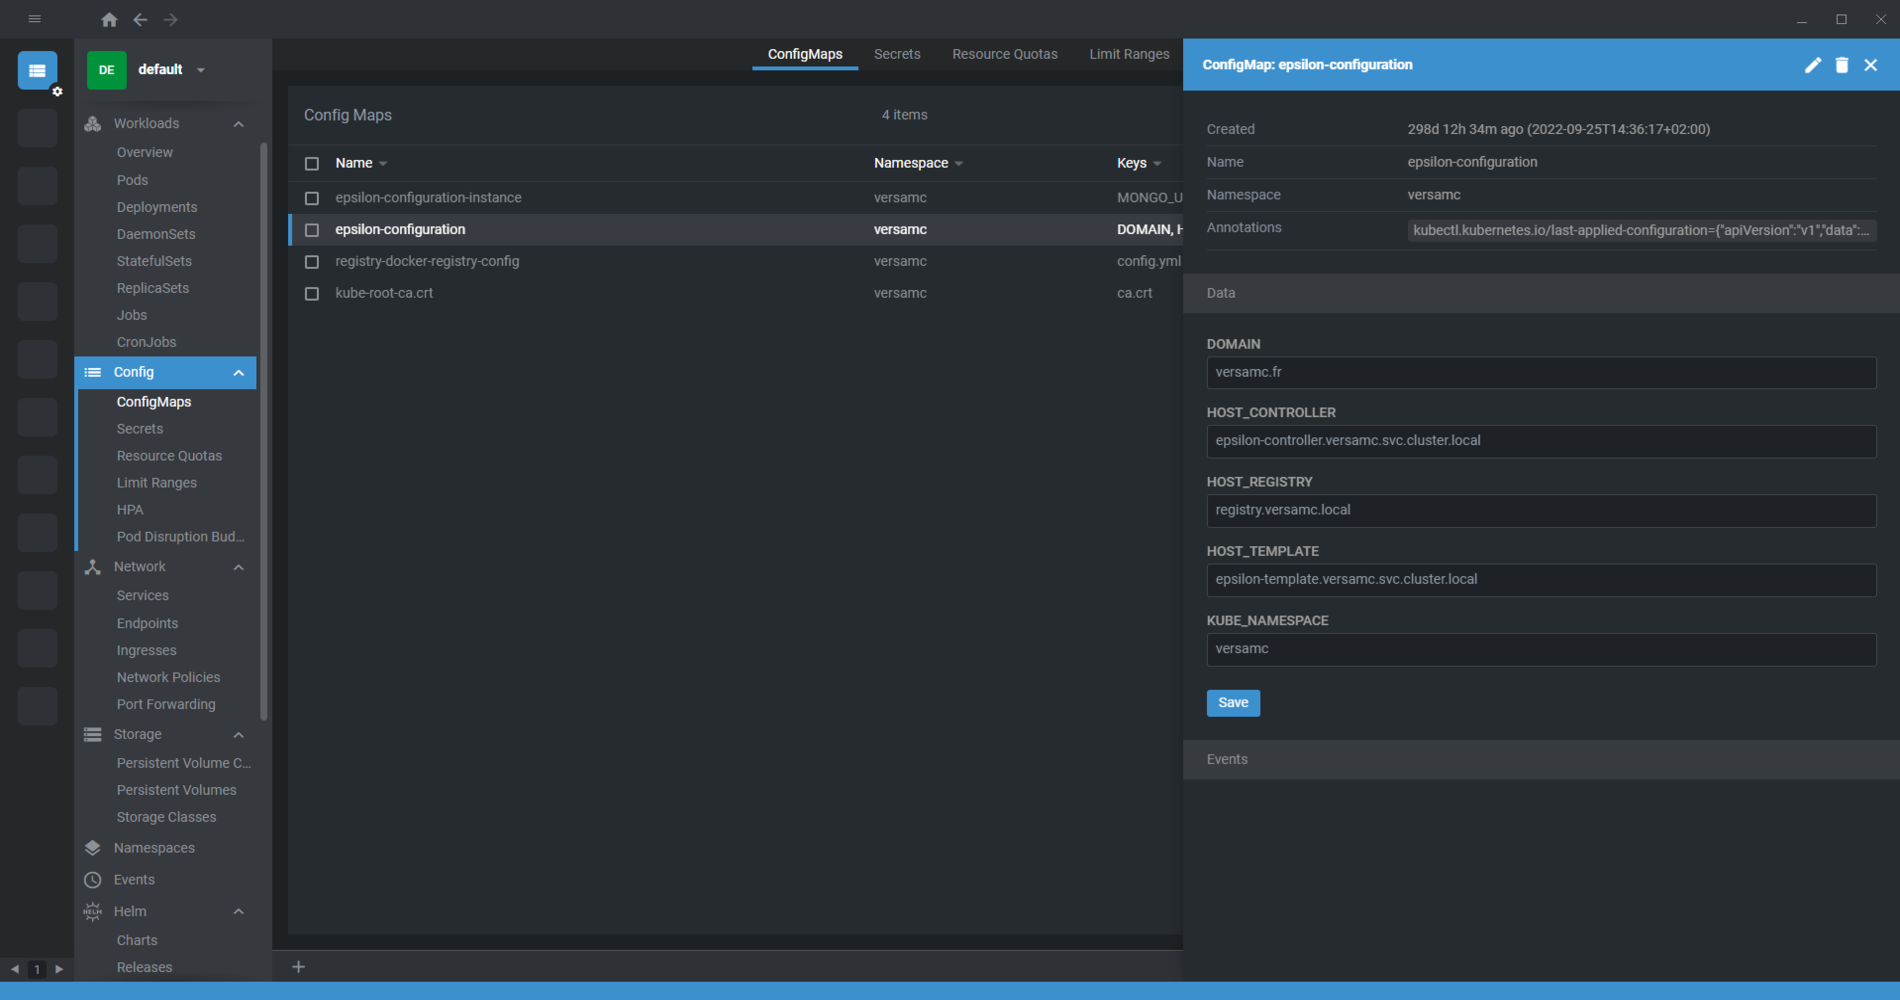 DE
default
Workloads
Overview
Pods
Deployments
DaemonSets
StatefulSets
ReplicaSets
Jobs
CronJobs
Config
ConfigMaps
Secrets
Resource Quotas
Limit Ranges
HPA
Pod Disruption Bud...
Network
Services
Endpoints
Ingresses
Network Policies
Port Forwarding
Storage
Persistent Volume C...
Persistent Volumes
Storage Classes
Namespaces
Events
HELM
Helm
Charts
Releases
1
ConfigMaps Secrets Resource Quotas Limit Ranges
Config Maps 4 items
Name Namespace Keys
epsilon-configuration-instance versamc MONGO_U
epsilon-configuration versamc DOMAIN, H
registry-docker-registry-config versamc config.yml
kube-root-ca.crt versamc ca.crt
ConfigMap: epsilon-configuration
Created 298d 12h 34m ago (2022-09-25T14:36:17+02:00)
Name epsilon-configuration
Namespace versamc
Annotations kubectl.kubernetes.io/last-applied-configuration={"apiVersion":"v1","data":...
Data
DOMAIN
versamc.fr
HOST_CONTROLLER
epsilon-controller.versamc.svc.cluster.local
HOST_REGISTRY
registry.versamc.local
HOST_TEMPLATE
epsilon-template.versamc.svc.cluster.local
KUBE_NAMESPACE
versamc
Save
Events